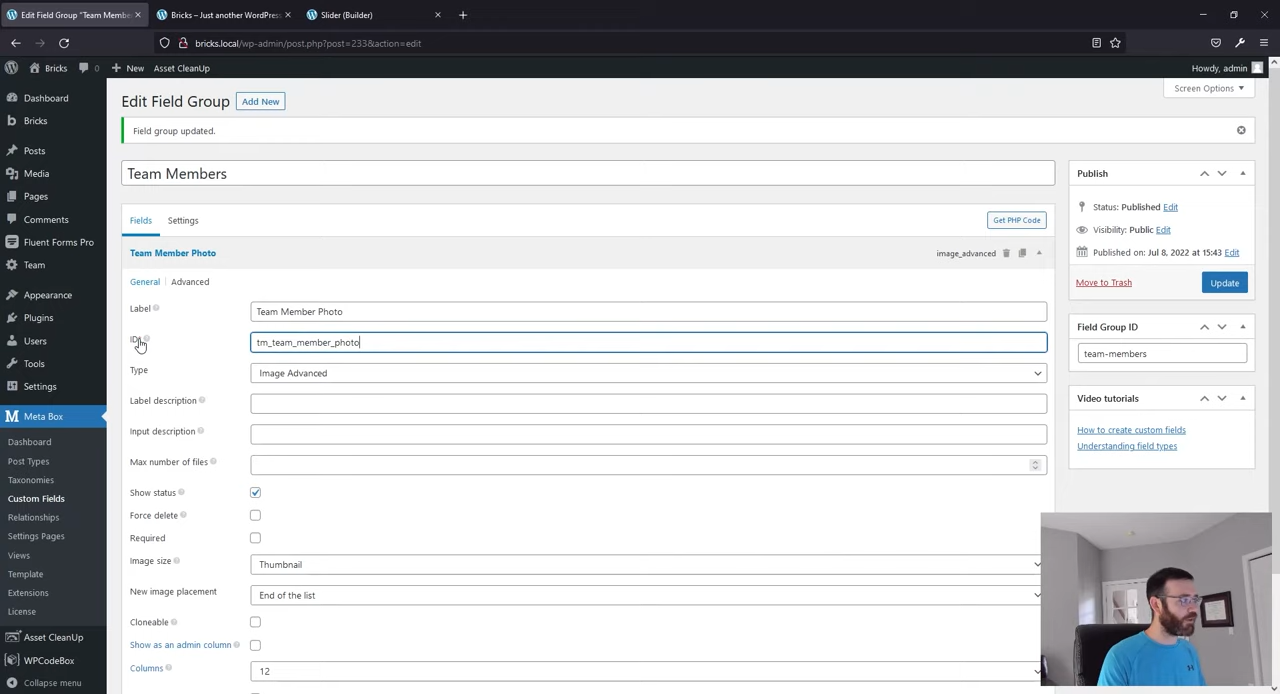 Edit Field Group "Team Membe
Bricks – Just another WordPress
Slider (Builder)
bricks.local/wp-admin/post.php?post=233&action=edit
Bricks
0
New
Asset CleanUp
Howdy, admin
Dashboard
Bricks
Posts
Media
Pages
Comments
Fluent Forms Pro
Team
Appearance
Plugins
Users
Tools
Settings
Meta Box
Dashboard
Post Types
Taxonomies
Custom Fields
Relationships
Settings Pages
Views
Template
Extensions
License
Asset CleanUp
WPCodeBox
Collapse menu
Screen Options
Edit Field Group
Add New
Field group updated.
Team Members
Fields
Settings
Get PHP Code
Team Member Photo
image_advanced
General
Advanced
Label
Team Member Photo
ID
tm_team_member_photo
Type
Image Advanced
Label description
Input description
Max number of files
Show status
Force delete
Required
Image size
Thumbnail
New image placement
End of the list
Cloneable
Show as an admin column
Columns
12
Publish
Status: Published Edit
Visibility: Public Edit
Published on: Jul 8, 2022 at 15:43 Edit
Move to Trash
Update
Field Group ID
team-members
Video tutorials
How to create custom fields
Understanding field types